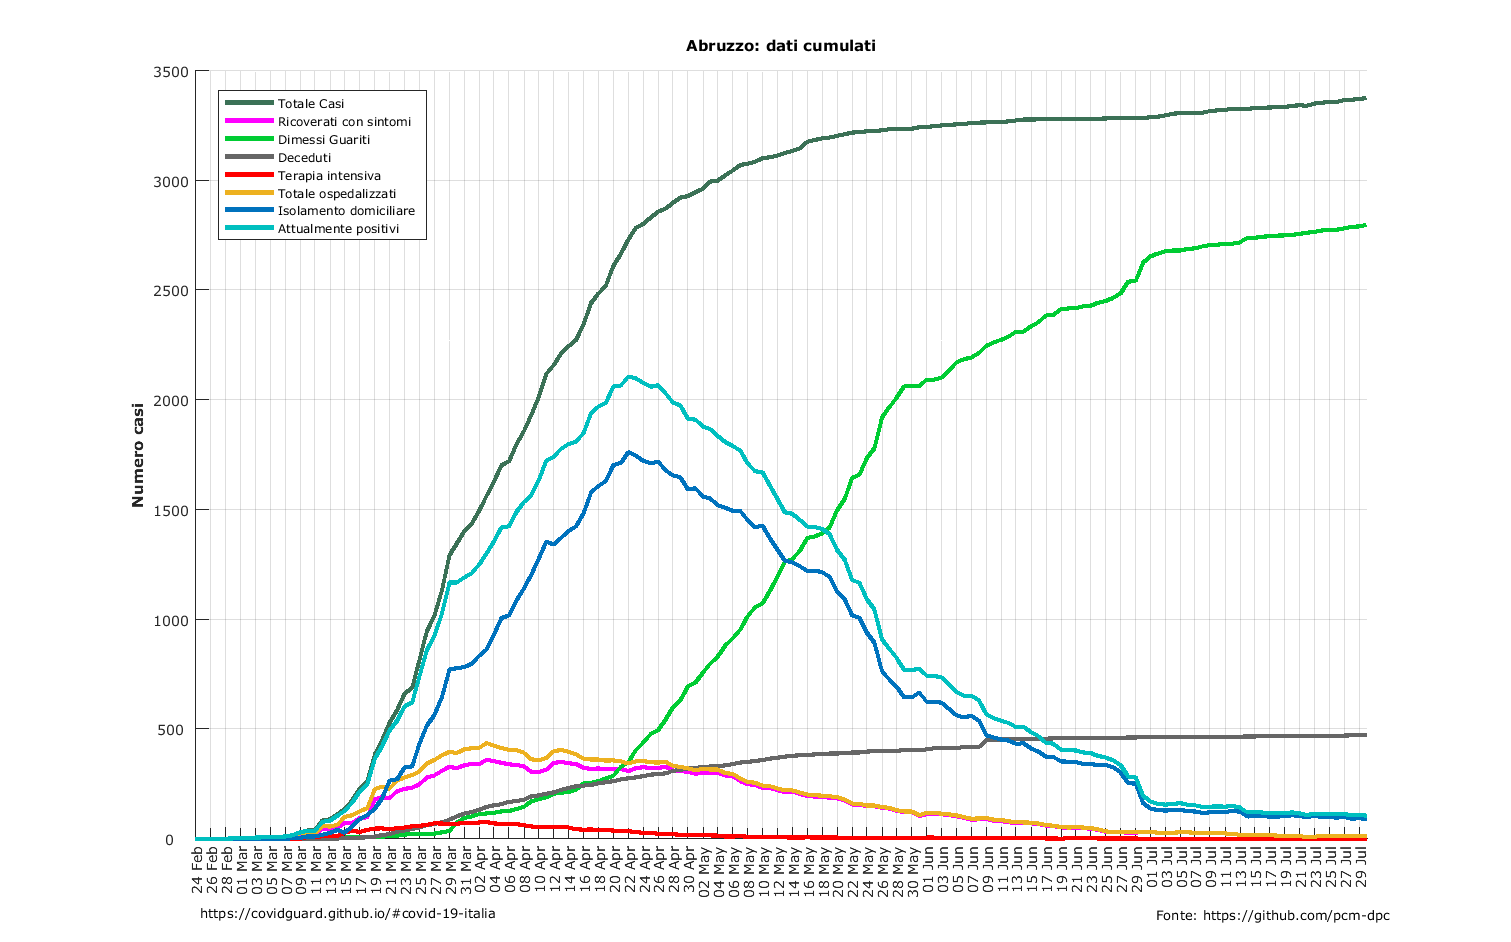 Abruzzo: dati cumulati
3500
3000
2500
2000
1500
1000
500
0
Numero casi
Totale Casi
Ricoverati con sintomi
Dimessi Guariti
Deceduti
Terapia intensiva
Totale ospedalizzati
Isolamento domiciliare
Attualmente positivi
24 Feb
26 Feb
28 Feb
01 Mar
03 Mar
05 Mar
07 Mar
09 Mar
11 Mar
13 Mar
15 Mar
17 Mar
19 Mar
21 Mar
23 Mar
25 Mar
27 Mar
29 Mar
31 Mar
02 Apr
04 Apr
06 Apr
08 Apr
10 Apr
12 Apr
14 Apr
16 Apr
18 Apr
20 Apr
22 Apr
24 Apr
26 Apr
28 Apr
30 Apr
02 May
04 May
06 May
08 May
10 May
12 May
14 May
16 May
18 May
20 May
22 May
24 May
26 May
28 May
30 May
01 Jun
03 Jun
05 Jun
07 Jun
09 Jun
11 Jun
13 Jun
15 Jun
17 Jun
19 Jun
21 Jun
23 Jun
25 Jun
27 Jun
29 Jun
01 Jul
03 Jul
05 Jul
07 Jul
09 Jul
11 Jul
13 Jul
15 Jul
17 Jul
19 Jul
21 Jul
23 Jul
25 Jul
27 Jul
29 Jul
https://covidguard.github.io/#covid-19-italia
Fonte: https://github.com/pcm-dpc